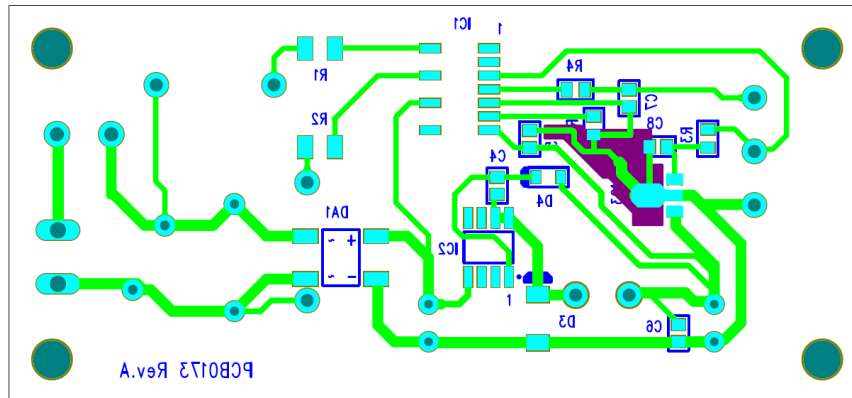 IC1
1
R1
R4
C7
R2
R
C8
R3
C4
D4
DA1
~ +
~ -
IC2
1
D3
C6
PCB0173 Rev.A